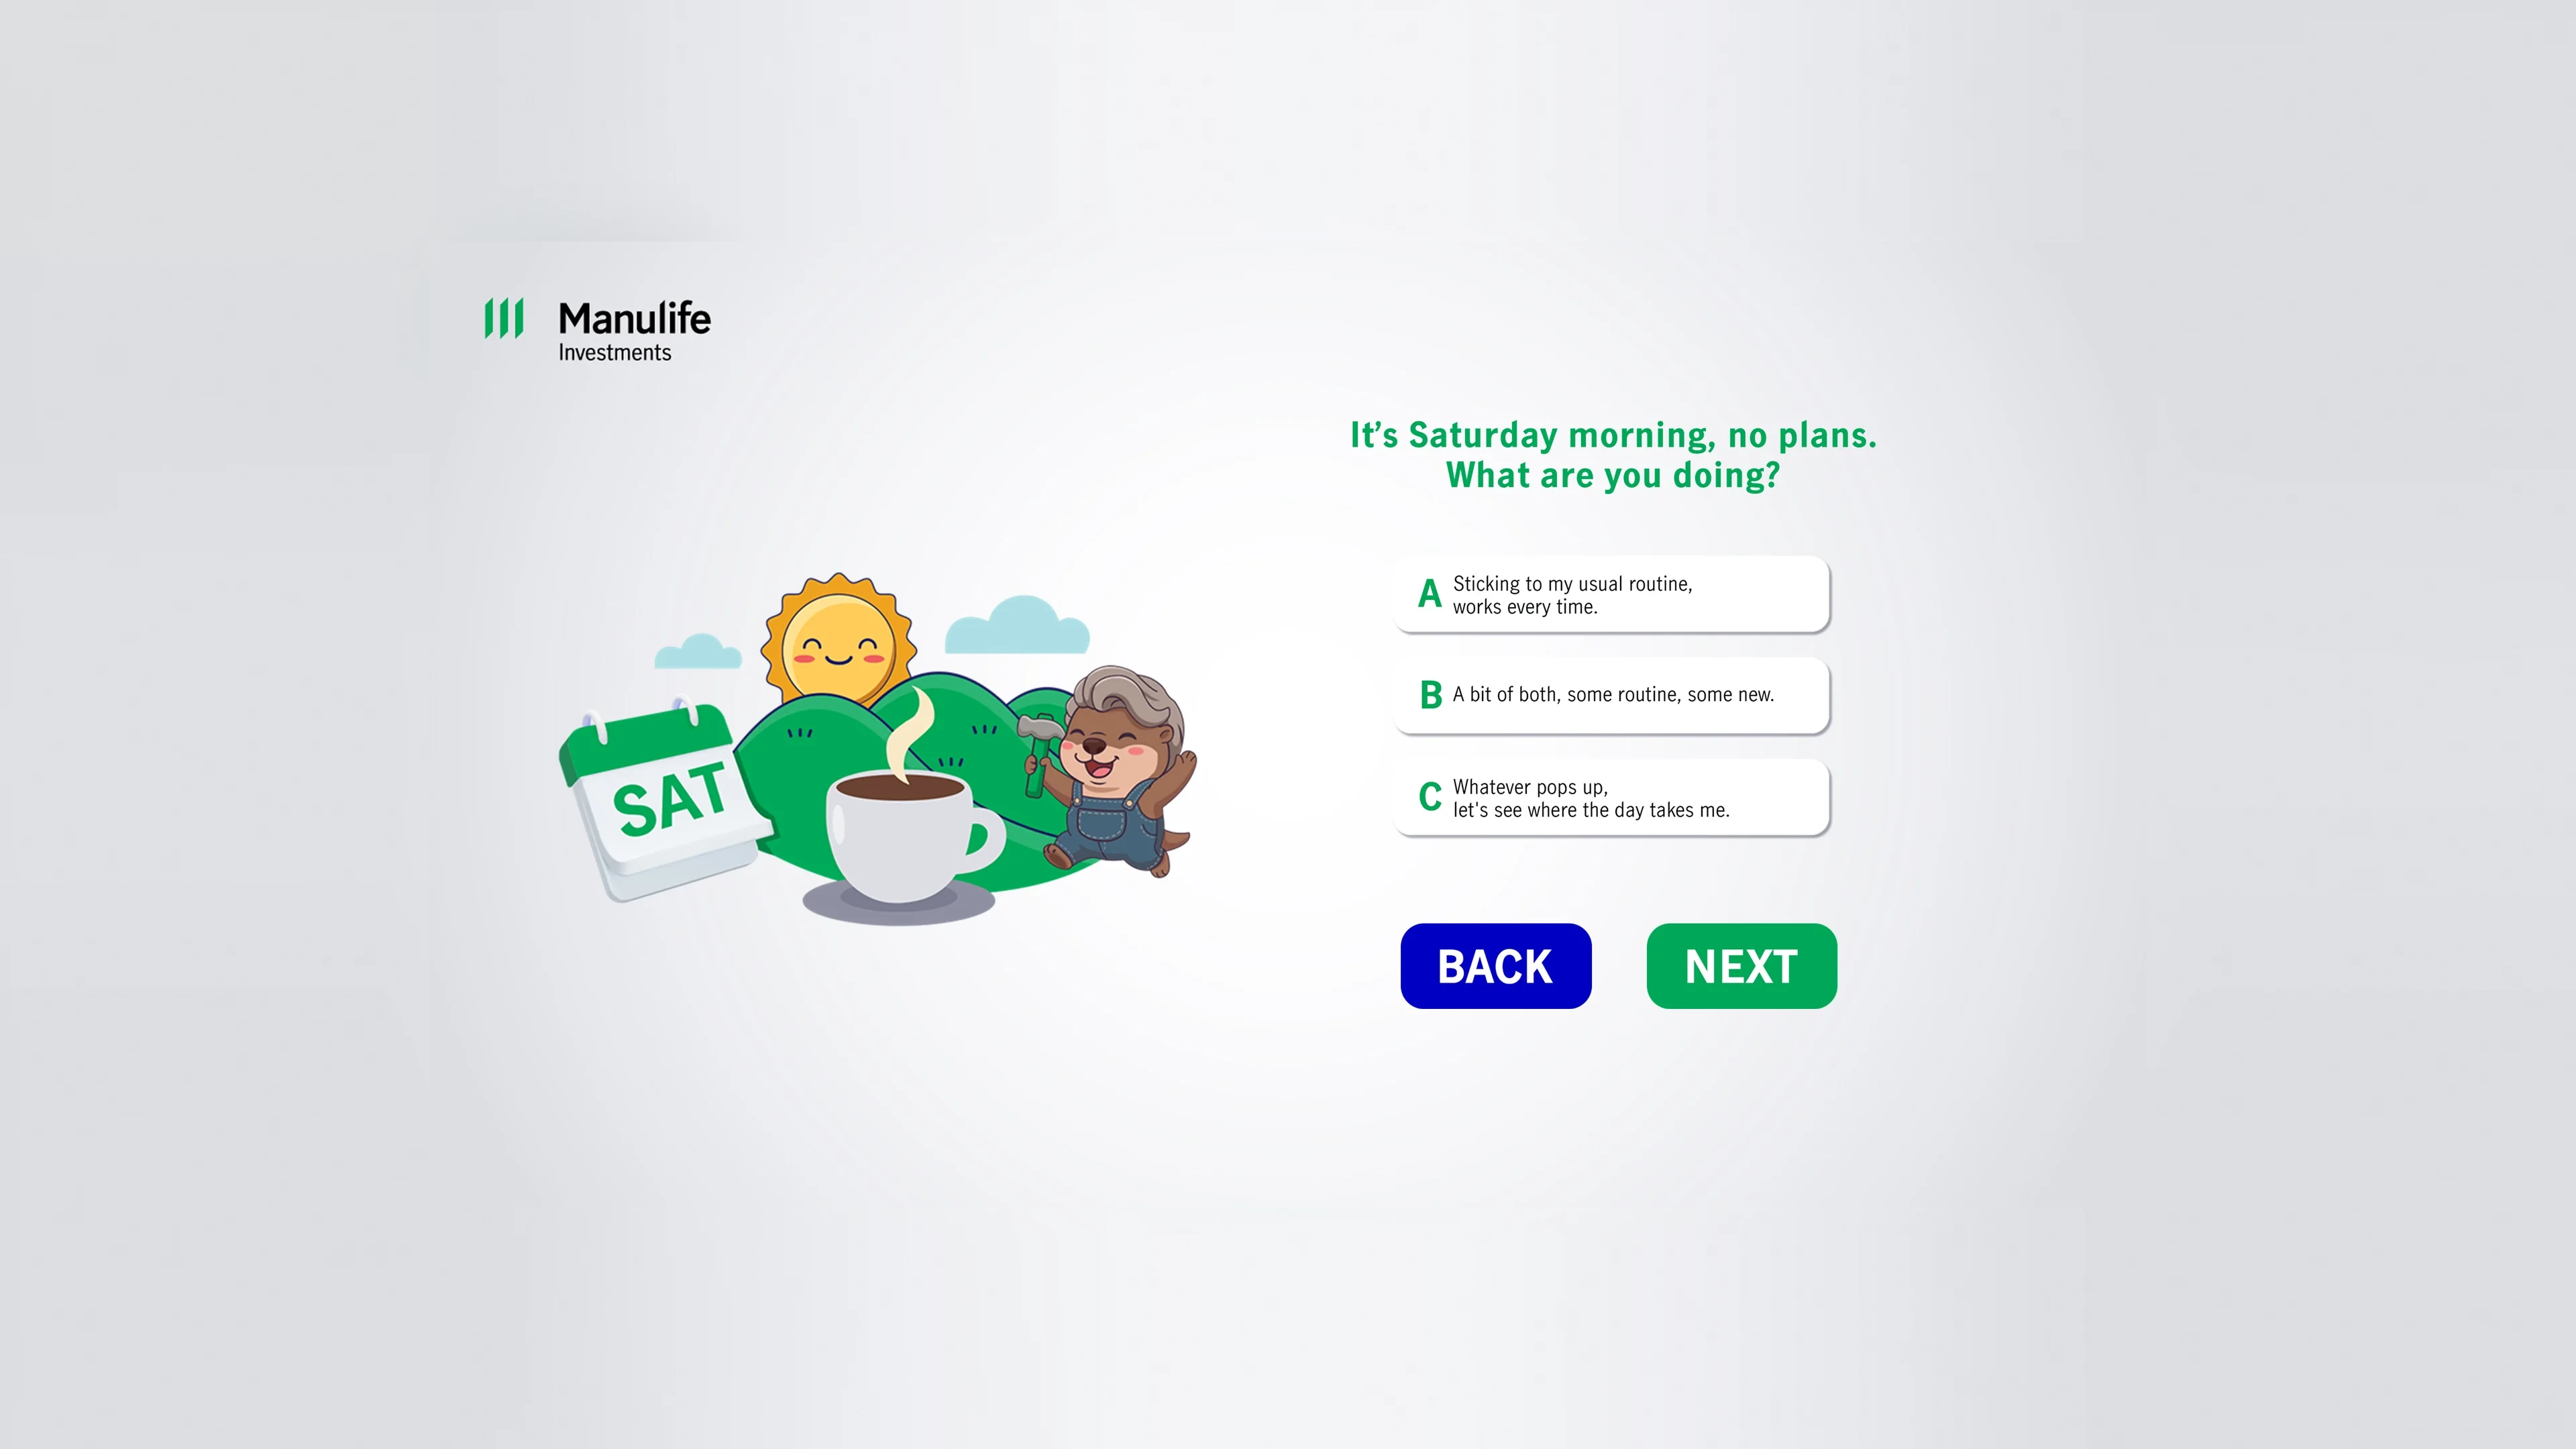 Manulife
Investments
It’s Saturday morning, no plans.
What are you doing?
SAT
A Sticking to my usual routine,
works every time.
B A bit of both, some routine, some new.
C Whatever pops up,
let's see where the day takes me.
BACK
NEXT